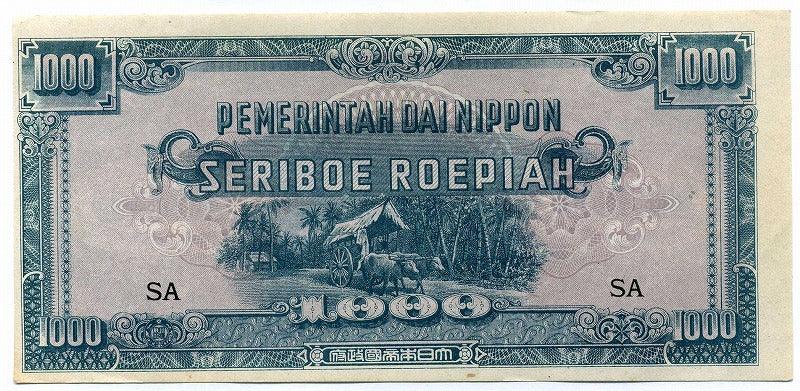 1000 1000
PEMERINTAH DAI NIPPON
SERIBOE ROEPIAH
SA SA
1000
1000 1000
大日本帝國政府